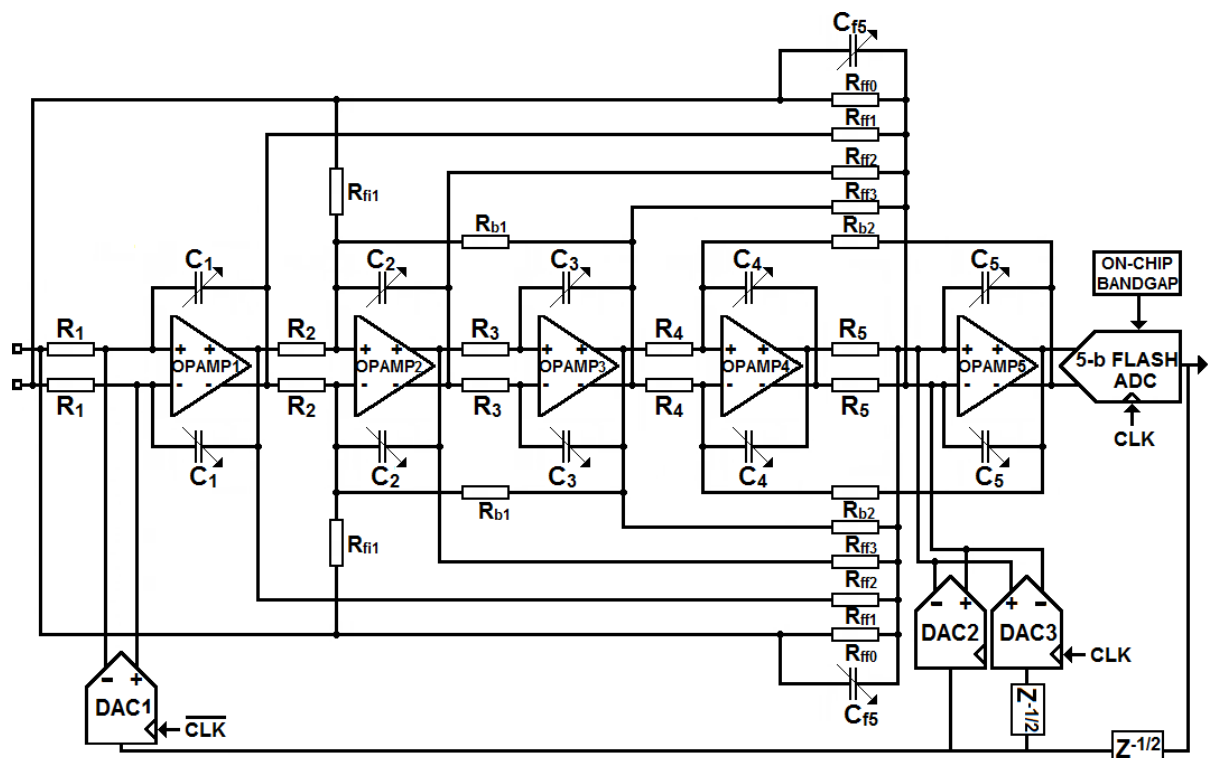 Cf5
Rff0
Rff1
Rff2
Rfi1
Rff3
Rb1
Rb2
C1
C2
C3
C4
C5
ON-CHIP
BANDGAP
R1
R2
R3
R4
R5
+ +
OPAMP1
- -
+ +
OPAMP2
- -
+ +
OPAMP3
- -
+ +
OPAMP4
- -
+ +
OPAMP5
- -
5-b FLASH
ADC
R1
R2
R3
R4
R5
CLK
C1
C2
C3
C4
C5
Rb1
Rb2
Rfi1
Rff3
Rff2
Rff1
Rff0
- +
DAC2
+ -
DAC3
CLK
- +
DAC1
CLK
Z-1/2
Cf5
Z-1/2